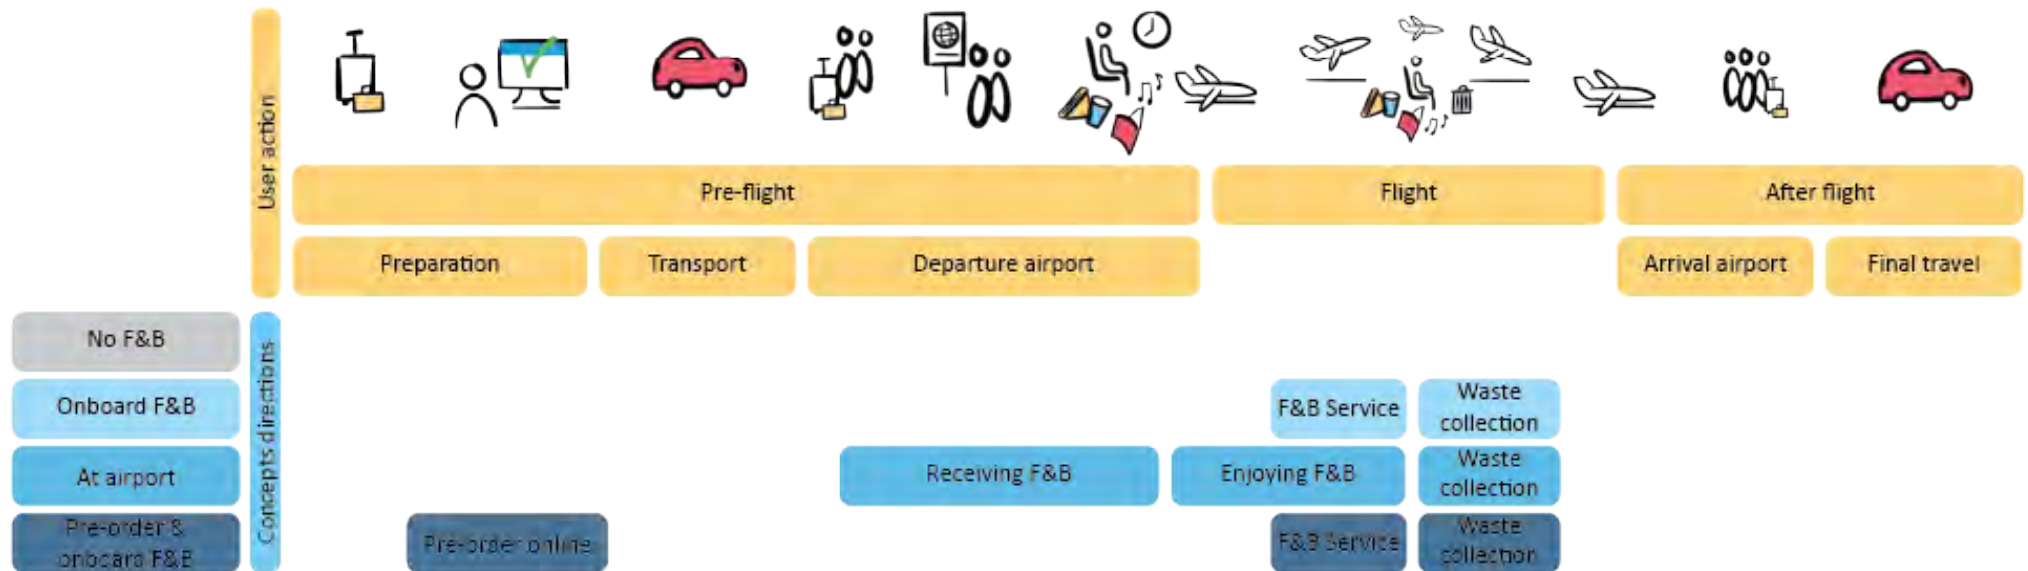 User action
Pre-flight
Flight
After flight
Preparation
Transport
Departure airport
Arrival airport
Final travel
Concepts directions
No F&B
Onboard F&B
F&B Service
Waste
collection
At airport
Receiving F&B
Enjoying F&B
Waste
collection
Pre-order &
onboard F&B
Pre-order online
F&B Service
Waste
collection